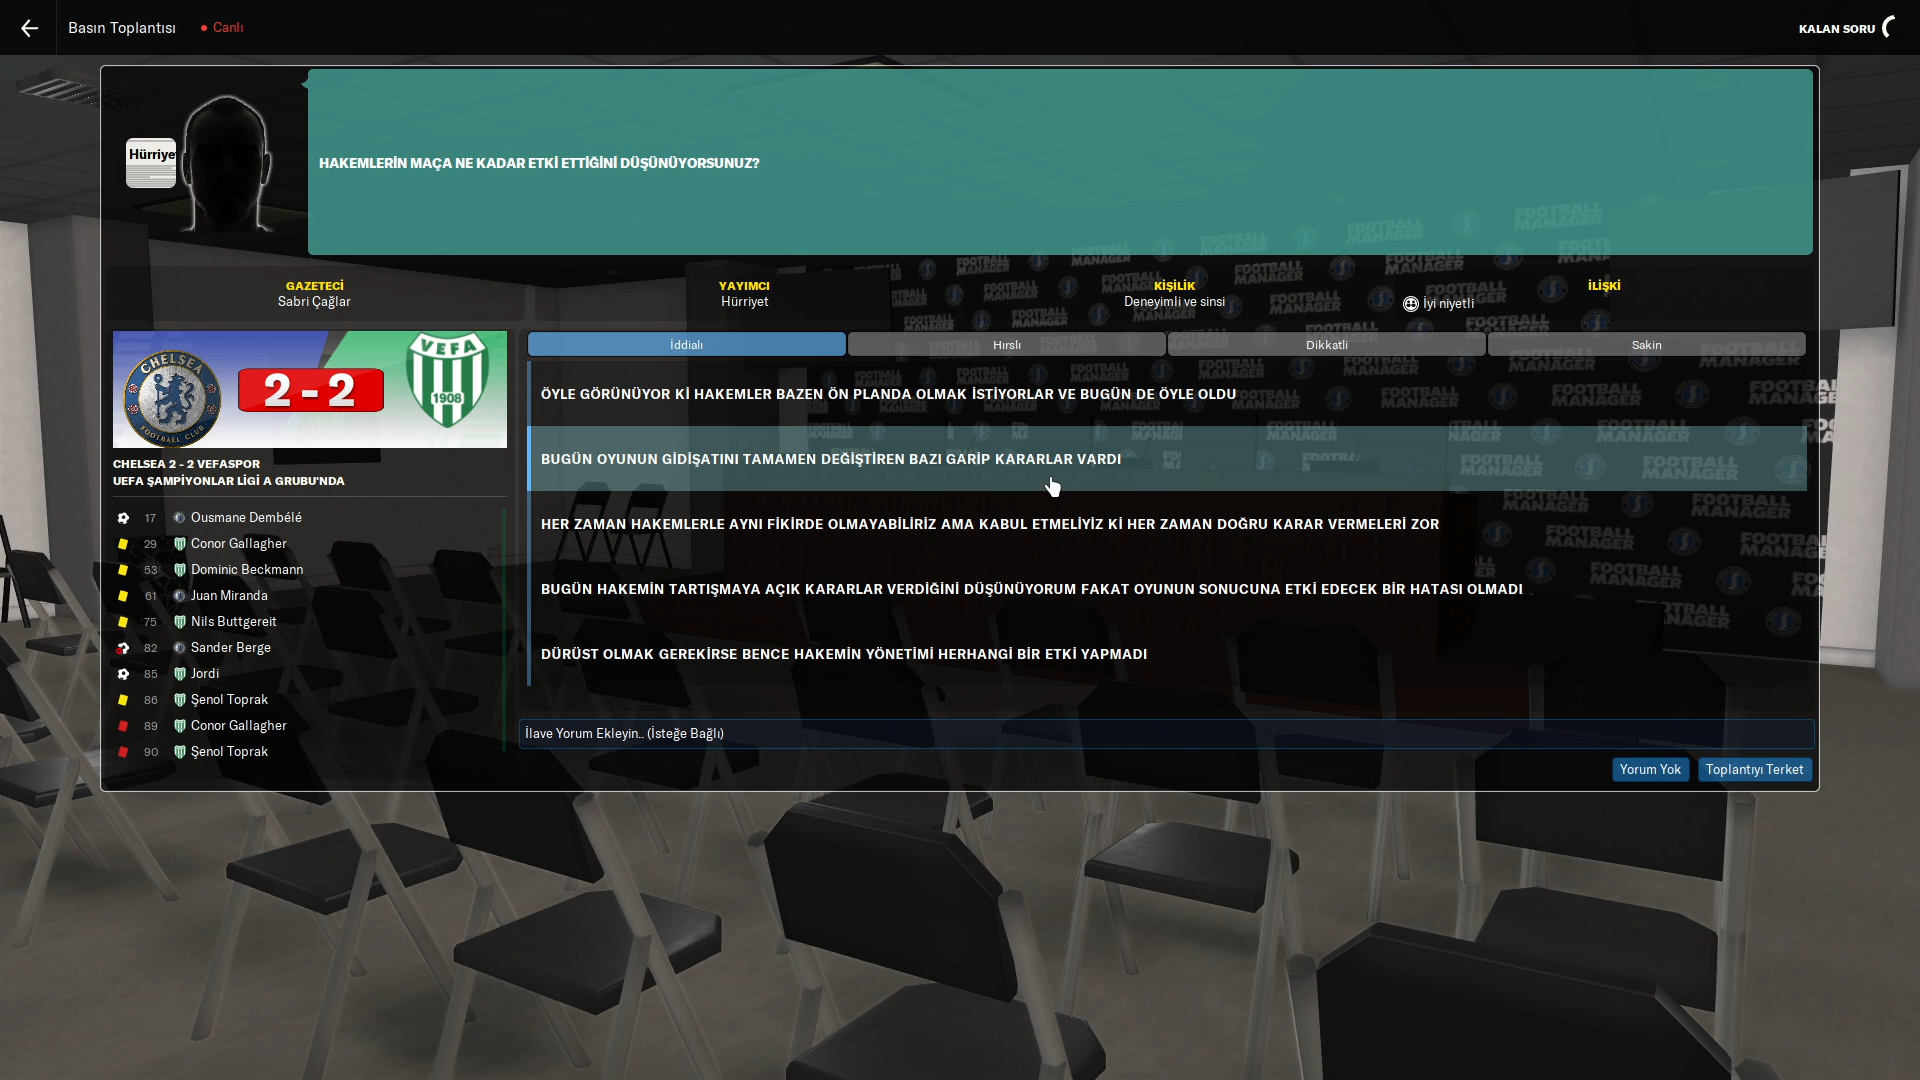 Basın Toplantısı
Canlı
KALAN SORU
Hürriye
HAKEMLERİN MAÇA NE KADAR ETKİ ETTİĞİNİ DÜŞÜNÜYORSUNUZ?
GAZETECİ
Sabri Çağlar
YAYIMCI
Hürriyet
KİŞİLİK
Deneyimli ve sinsi
İLİŞKİ
İyi niyetli
CHELSEA
FOOTBALL CLUB
2 - 2
VEFA
1908
CHELSEA 2 - 2 VEFASPOR
UEFA ŞAMPİYONLAR LİGİ A GRUBU'NDA
17 Ousmane Dembélé
29 Conor Gallagher
53 Dominic Beckmann
61 Juan Miranda
75 Nils Buttgereit
82 Sander Berge
85 Jordi
86 Şenol Toprak
89 Conor Gallagher
90 Şenol Toprak
İddialı
Hırslı
Dikkatli
Sakin
ÖYLE GÖRÜNÜYOR Kİ HAKEMLER BAZEN ÖN PLANDA OLMAK İSTİYORLAR VE BUGÜN DE ÖYLE OLDU
BUGÜN OYUNUN GİDİŞATINI TAMAMEN DEĞİŞTİREN BAZI GARİP KARARLAR VARDI
HER ZAMAN HAKEMLERLE AYNI FİKİRDE OLMAYABİLİRİZ AMA KABUL ETMELİYİZ Kİ HER ZAMAN DOĞRU KARAR VERMELERİ ZOR
BUGÜN HAKEMİN TARTIŞMAYA AÇIK KARARLAR VERDİĞİNİ DÜŞÜNÜYORUM FAKAT OYUNUN SONUCUNA ETKİ EDECEK BİR HATASI OLMADI
DÜRÜST OLMAK GEREKİRSE BENCE HAKEMİN YÖNETİMİ HERHANGİ BİR ETKİ YAPMADI
İlave Yorum Ekleyin.. (İsteğe Bağlı)
Yorum Yok
Toplantıyı Terket
FOOTBALL MANAGER